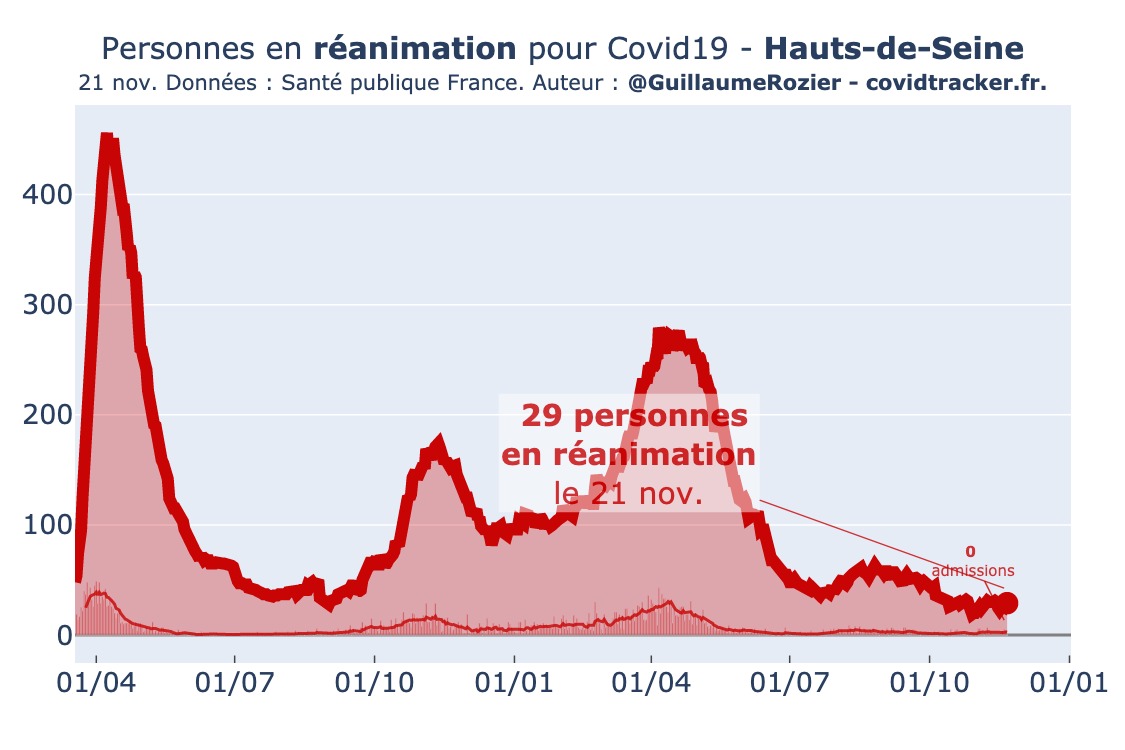 Personnes en réanimation pour Covid19 - Hauts-de-Seine
21 nov. Données : Santé publique France. Auteur : @GuillaumeRozier - covidtracker.fr.
400
300
200
100
0
29 personnes
en réanimation
le 21 nov.
0
admissions
01/04
01/07
01/10
01/01
01/04
01/07
01/10
01/01